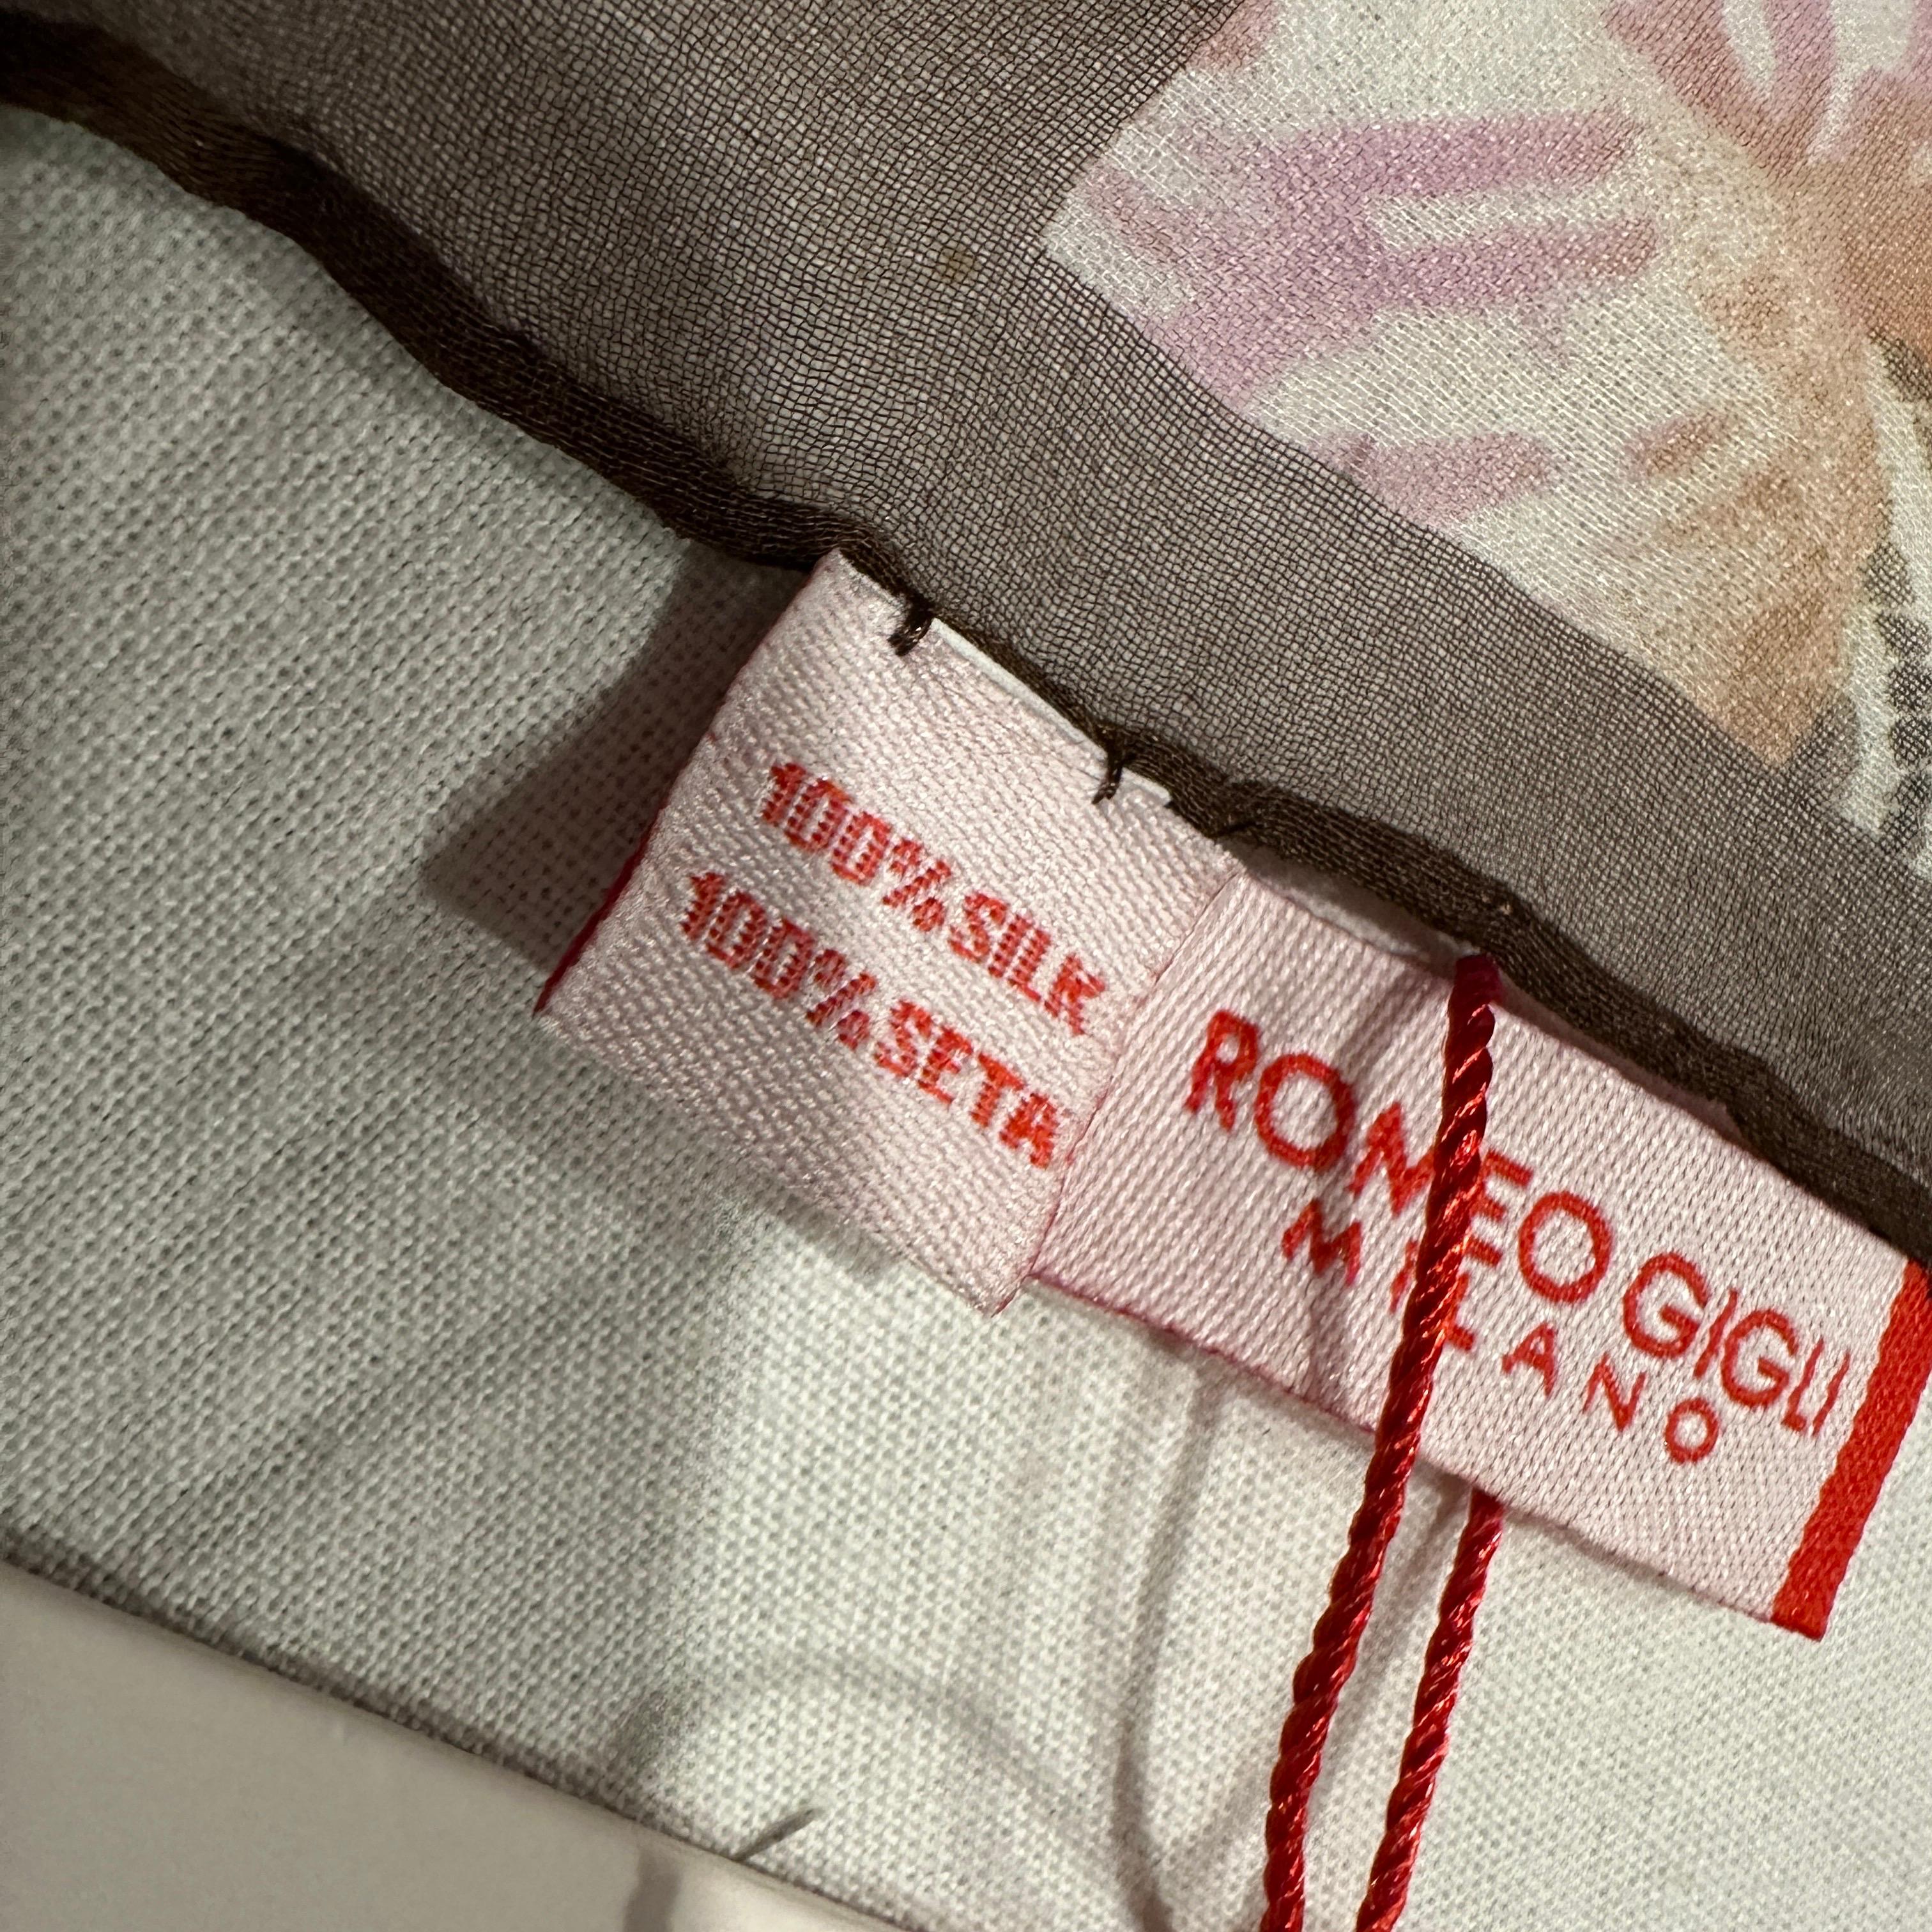 100% SILK
100% SETA
ROMEO GIGLI
MILANO